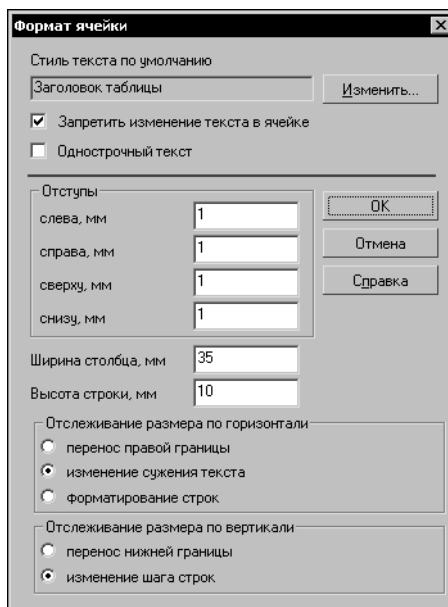 Формат ячейки
Стиль текста по умолчанию
Заголовок таблицы
Изменить...
Запретить изменение текста в ячейке
Однострочный текст
Отступы
слева, мм 1
справа, мм 1
сверху, мм 1
снизу, мм 1
OK
Отмена
Справка
Ширина столбца, мм 35
Высота строки, мм 10
Отслеживание размера по горизонтали
перенос правой границы
изменение сужения текста
форматирование строк
Отслеживание размера по вертикали
перенос нижней границы
изменение шага строк